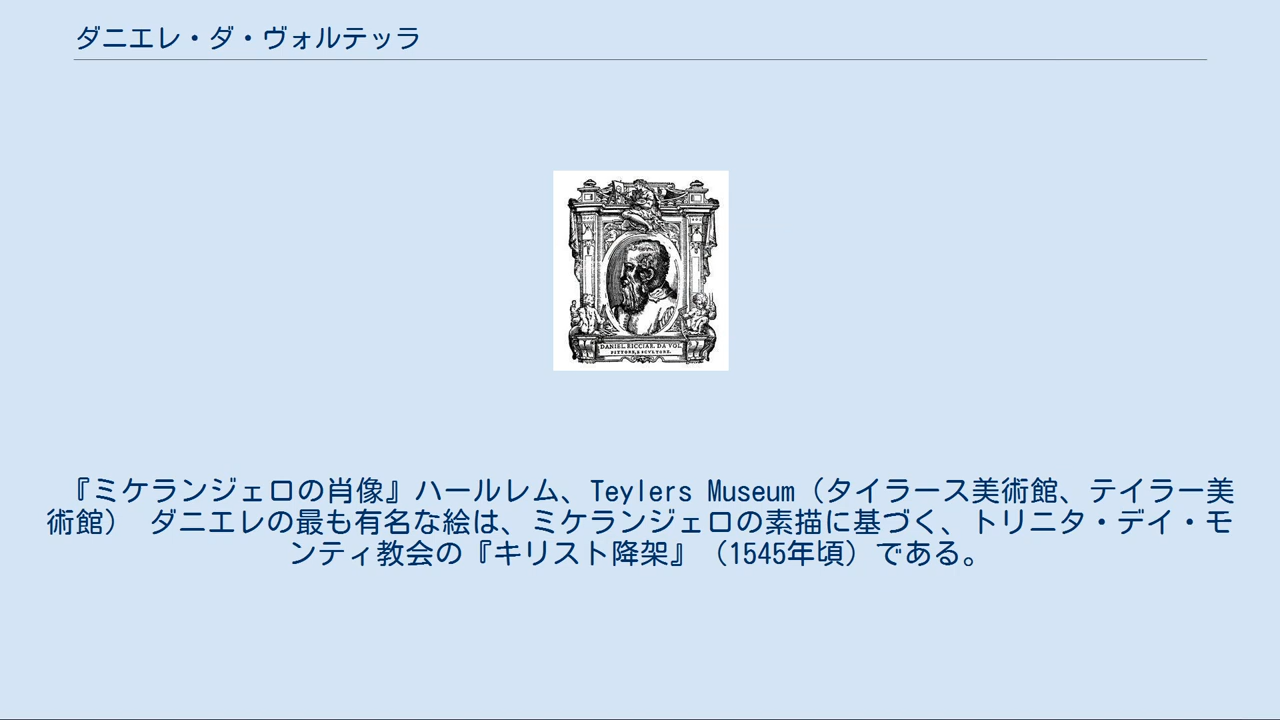 ダニエレ・ダ・ヴォルテッラ
DANIEL RICCIAR. DA VOL.
PITTORE, E SCVLTORE.
『ミケランジェロの肖像』ハールレム、Teylers Museum（タイラース美術館、テイラー美
術館） ダニエレの最も有名な絵は、ミケランジェロの素描に基づく、トリニタ・デイ・モ
ンティ教会の『キリスト降架』（1545年頃）である。